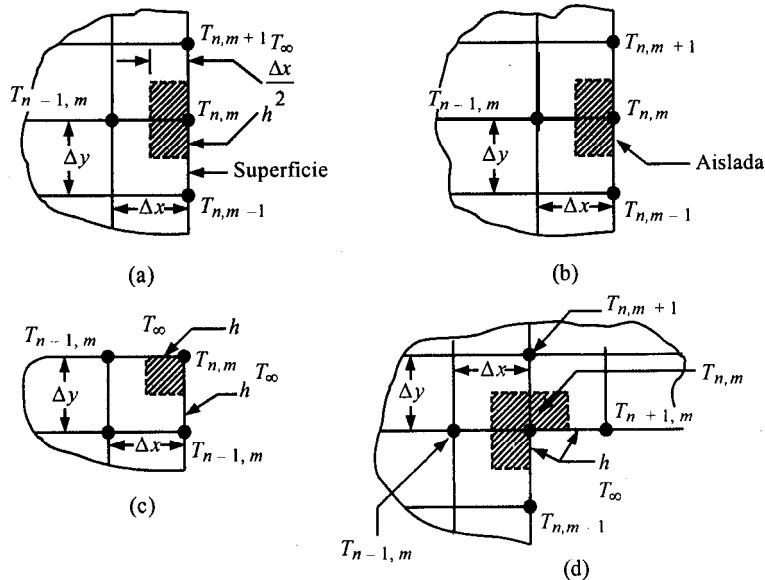 T_{n,m+1} T_∞
Δx/2
T_{n-1,m}
T_{n,m}
h
Δy
Superficie
Δx
T_{n,m-1}
(a)
T_{n,m+1}
T_{n-1,m}
T_{n,m}
Δy
Aislada
Δx
T_{n,m-1}
(b)
T_{n-1,m}
T_∞
h
T_{n,m}
T_∞
Δy
h
Δx
T_{n-1,m}
(c)
T_{n,m+1}
Δx
T_{n,m}
Δy
T_{n+1,m}
h
T_∞
T_{n,m-1}
T_{n-1,m}
(d)